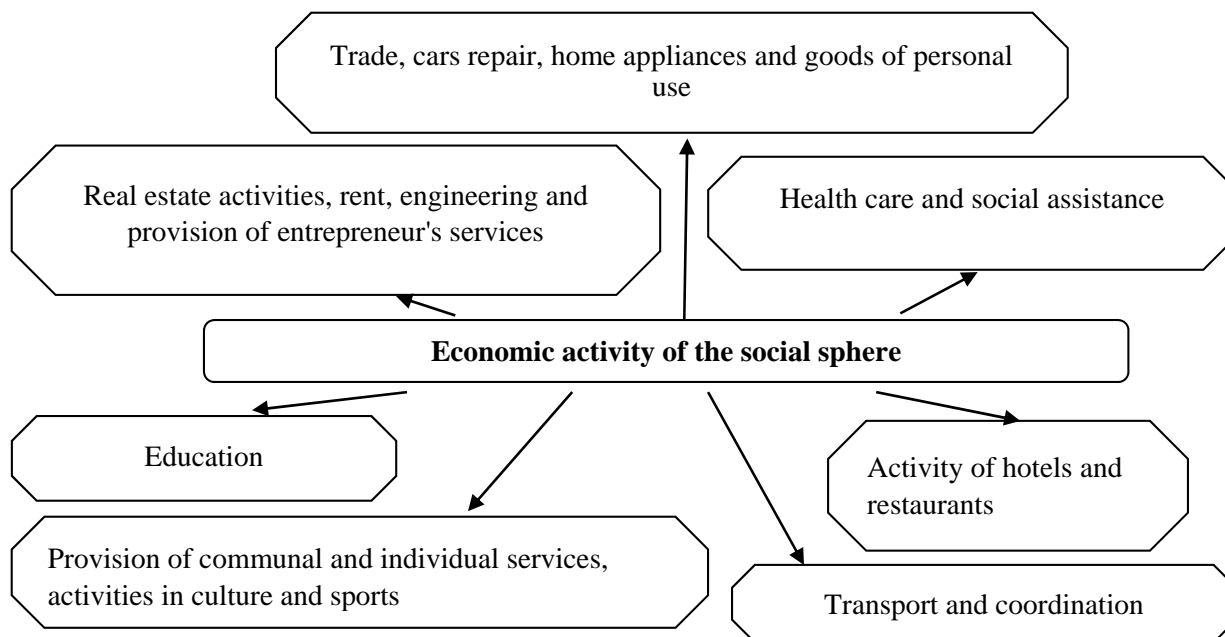 Trade, cars repair, home appliances and goods of personal
use
Real estate activities, rent, engineering and
provision of entrepreneur's services
Health care and social assistance
Economic activity of the social sphere
Education
Activity of hotels and
restaurants
Provision of communal and individual services,
activities in culture and sports
Transport and coordination